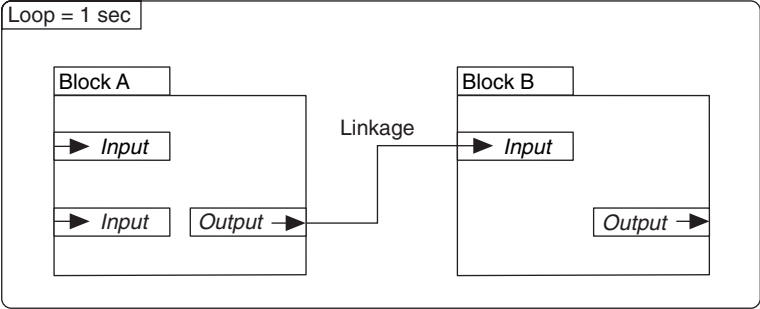 Loop = 1 sec
Block A
Block B
Linkage
Input
Input
Input
Output
Output